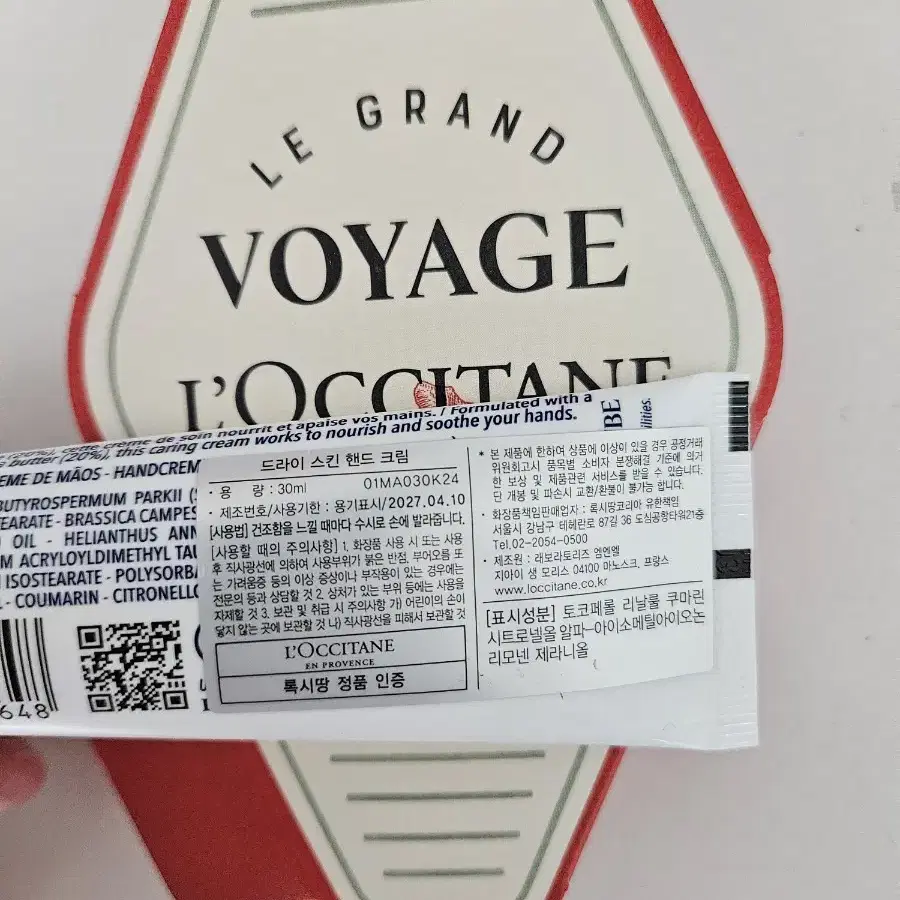 LE GRAND
VOYAGE
L'OCCITANE
cette crème de soin nourrit et apaise vos mains. / Formulated with a
butter (20%), this caring cream works to nourish and soothe your hands.
DE MÃOS - HANDCREM
BUTYROSPERMUM PARKII
- BRASSICA CAMPES
OIL - HELIANTHUS ANN
ACRYLOYLDIMETHYL TAU
ISOSTEARATE - POLYSORBA
- COUMARIN - CITRONELLO
648
BE
드라이 스킨 핸드 크림
• 용 량 : 30ml 01MA030K24
• 제조번호/사용기한 : 용기표시/2027.04.10
[사용법] 건조함을 느낄 때마다 수시로 손에 발라줍니다.
[사용할 때의 주의사항] 1. 화장품 사용 시 또는 사용
후 직사광선에 의하여 사용부위가 붉은 반점, 부어오름 또
는 가려움증 등의 이상 증상이나 부작용이 있는 경우에는
전문의 등과 상담할 것 2. 상처가 있는 부위 등에는 사용을
자제할 것 3. 보관 및 취급 시 주의사항 가) 어린이의 손이
닿지 않는 곳에 보관할 것 나) 직사광선을 피해서 보관할 것
L'OCCITANE
EN PROVENCE
록시땅 정품 인증
* 본 제품에 한하여 상품에 이상이 있을 경우 공정거래
위원회고시 품목별 소비자 분쟁해결 기준에 의거
한 보상 및 제품관련 서비스를 받을 수 있습니다.
단 개봉 및 파손시 교환/환불이 불가능 합니다.
• 화장품책임판매업자 : 록시땅코리아 유한책임
서울시 강남구 테헤란로 87길 36 도심공항타워21층
Tel.02-2054-0500
• 제조원 : 래보라토리즈 엠엔엘
지아이 생 모리스 04100 마노스크, 프랑스
www.loccitane.co.kr
[표시성분] 토코페롤 리날룰 쿠마린
시트로넬올 알파-아이소메틸아이오논
리모넨 제라니올